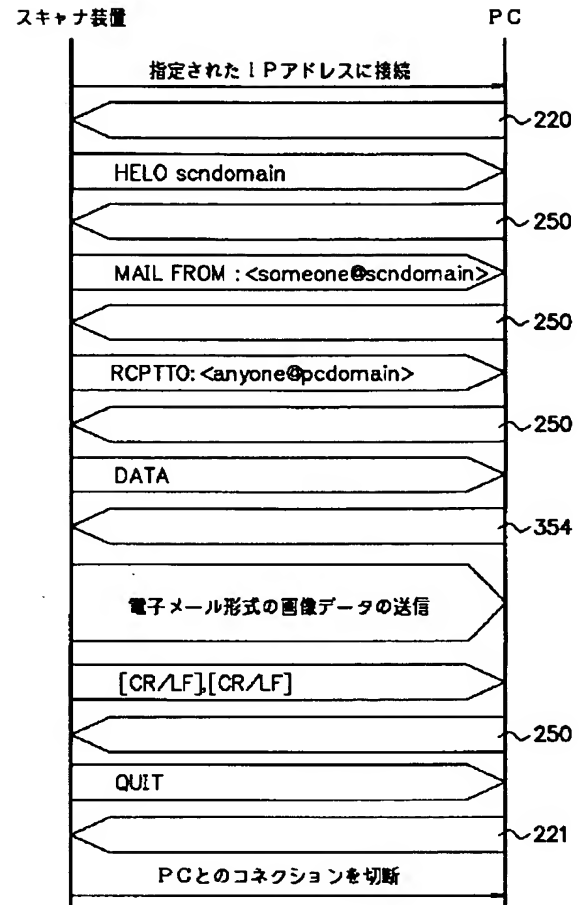 スキャナ装置 PC
指定されたIPアドレスに接続
220
HELO scndomain
250
MAIL FROM : <someone@scndomain>
250
RCPTTO: <anyone@pcdomain>
250
DATA
354
電子メール形式の画像データの送信
[CR/LF],[CR/LF]
250
QUIT
221
PCとのコネクションを切断